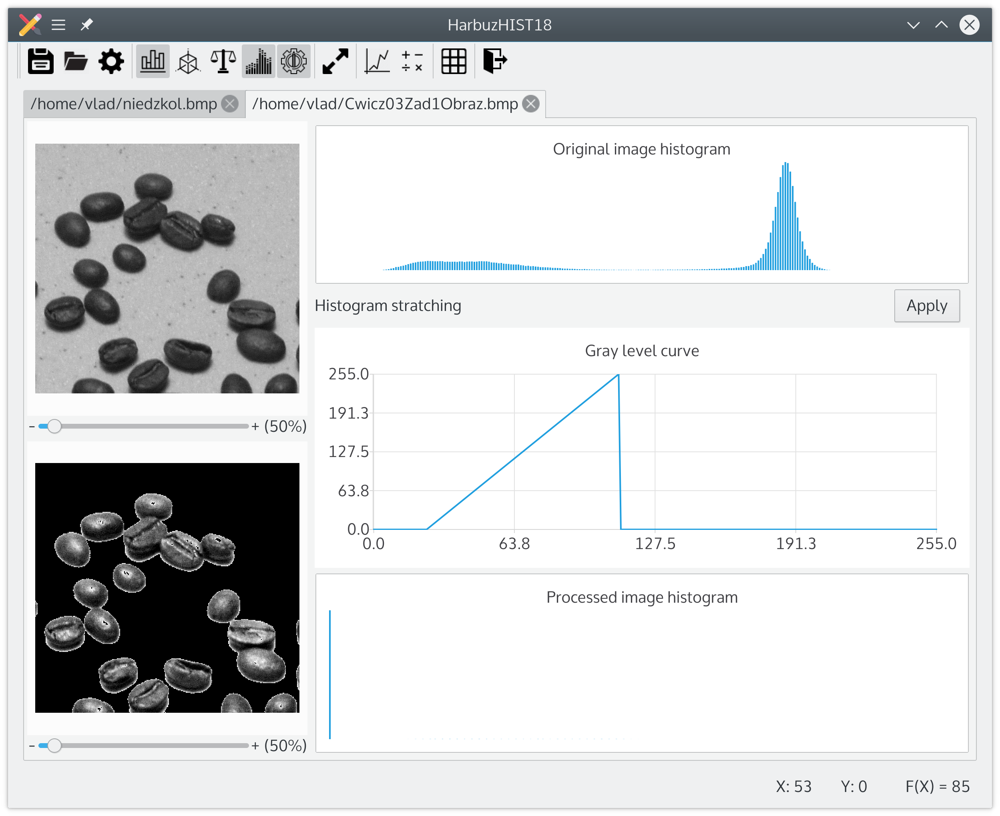 HarbuzHIST18
/home/vlad/niedzkol.bmp
/home/vlad/Cwicz03Zad1Obraz.bmp
Original image histogram
Histogram stratching
Apply
Gray level curve
255.0
191.3
127.5
63.8
0.0
0.0 63.8 127.5 191.3 255.0
- + (50%)
Processed image histogram
- + (50%)
X: 53 Y: 0 F(X) = 85